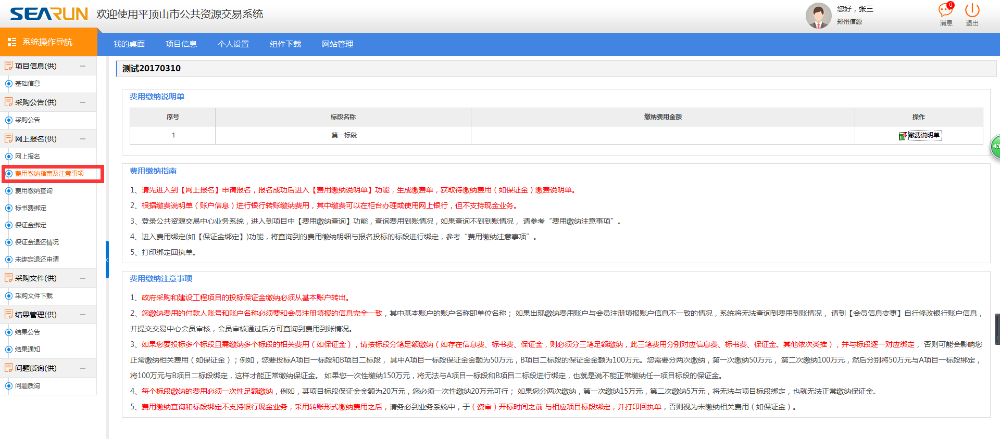 SEARUN 欢迎使用平顶山市公共资源交易系统
您好，张三
郑州信源
0
消息
退出
系统操作导航
我的桌面 项目信息 个人设置 组件下载 网站管理
项目信息(供)
基础信息
采购公告(供)
采购公告
网上报名(供)
网上报名
费用缴纳指南及注意事项
费用缴纳查询
标书费绑定
保证金绑定
保证金退还情况
未绑定退还申请
采购文件(供)
采购文件下载
结果管理(供)
结果公告
结果通知
问题质询(供)
问题质询
测试20170310
费用缴纳说明单
序号 标段名称 缴纳费用金额 操作
1 第一标段 缴费说明单
43
费用缴纳指南
1、请先进入到【网上报名】申请报名，报名成功后进入【费用缴纳说明单】功能，生成缴费单，获取待缴纳费用（如保证金）缴费说明单。
2、根据缴费说明单（账户信息）进行银行转账缴纳费用，其中缴费可以在柜台办理或使用网上银行，但不支持现金业务。
3、登录公共资源交易中心业务系统，进入到项目中【费用缴纳查询】功能，查询费用到账情况，如果查询不到到账情况， 请参考“费用缴纳注意事项”。
4、进入费用绑定(如【保证金绑定】)功能，将查询到的费用缴纳明细与报名投标的标段进行绑定，参考“费用缴纳注意事项”。
5、打印绑定回执单。
费用缴纳注意事项
1、政府采购和建设工程项目的投标保证金缴纳必须从基本账户转出。
2、您缴纳费用的付款人账号和账户名称必须要和会员注册填报的信息完全一致，其中基本账户的账户名称即单位名称； 如果出现缴纳费用账户与会员注册填报账户信息不一致的情况，系统将无法查询到费用到账情况， 请到【会员信息变更】自行修改银行账户信息，
并提交交易中心会员审核，会员审核通过后方可查询到费用到账情况。
3、如果您要投标多个标段且需缴纳多个标段的相关费用（如保证金），请按标段分笔足额缴纳（如存在信息费、标书费、保证金，则必须分三笔足额缴纳，此三笔费用分别对应信息费、标书费、保证金。其他依次类推），并与标段逐一对应绑定， 否则可能会影响您
正常缴纳相关费用（如保证金）；例如，您要投标A项目一标段和B项目二标段， 其中A项目一标段保证金金额为50万元，B项目二标段的保证金金额为100万元。您需要分两次缴纳，第一次缴纳50万元， 第二次缴纳100万元，然后分别将50万元与A项目一标段绑定，
将100万元与B项目二标段绑定，这样才能正常缴纳保证金。 如果您一次性缴纳150万元，将无法与A项目一标段和B项目二标段进行绑定，也就是说不能正常缴纳任一项目标段的保证金。
4、每个标段缴纳的费用必须一次性足额缴纳，例如，某项目标段保证金金额为20万元，您必须一次性缴纳20万元可行； 如果您分两次缴纳，第一次缴纳15万元，第二次缴纳5万元，将无法与项目标段绑定，也就无法正常缴纳保证金。
5、费用缴纳查询和标段绑定不支持银行现金业务，采用转账形式缴纳费用之后，请务必到业务系统中，于（资审）开标时间之前 与相应项目标段绑定，并打印回执单，否则视为未缴纳相关费用（如保证金）。